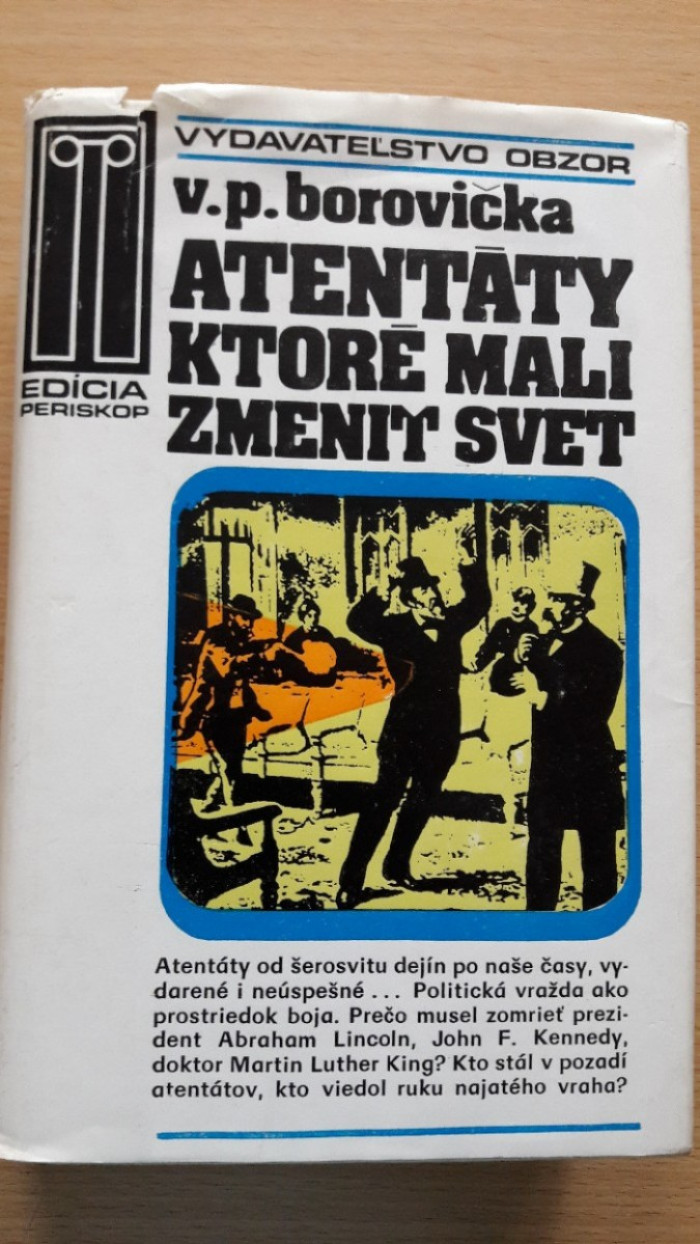 VYDAVATEĽSTVO OBZOR
v.p.borovička
ATENTÁTY
KTORÉ MALI
ZMENIŤ SVET
EDÍCIA
PERISKOP
Atentáty od šerosvitu dejín po naše časy, vy-
darené i neúspešné ... Politická vražda ako
prostriedok boja. Prečo musel zomrieť prezi-
dent Abraham Lincoln, John F. Kennedy,
doktor Martin Luther King? Kto stál v pozadí
atentátov, kto viedol ruku najatého vraha?